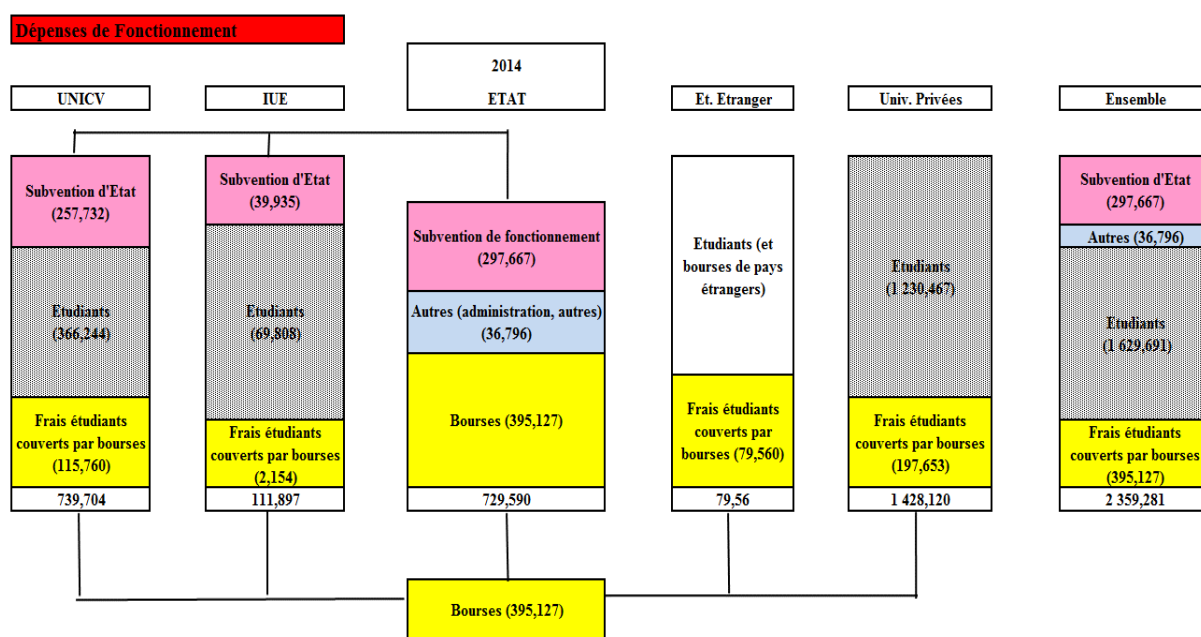 Dépenses de Fonctionnement
2014
ETAT
UNICV
IUE
Et. Etranger
Univ. Privées
Ensemble
Subvention d'Etat
(257,732)
Etudiants
(366,244)
Frais étudiants
couverts par bourses
(115,760)
739,704
Subvention d'Etat
(39,935)
Etudiants
(69,808)
Frais étudiants
couverts par bourses
(2,154)
111,897
Subvention de fonctionnement
(297,667)
Autres (administration, autres)
(36,796)
Bourses (395,127)
729,590
Etudiants (et
bourses de pays
étrangers)
Frais étudiants
couverts par
bourses (79,560)
79,56
Etudiants
(1 230,467)
Frais étudiants
couverts par bourses
(197,653)
1 428,120
Subvention d'Etat
(297,667)
Autres (36,796)
Etudiants
(1 629,691)
Frais étudiants
couverts par bourses
(395,127)
2 359,281
Bourses (395,127)